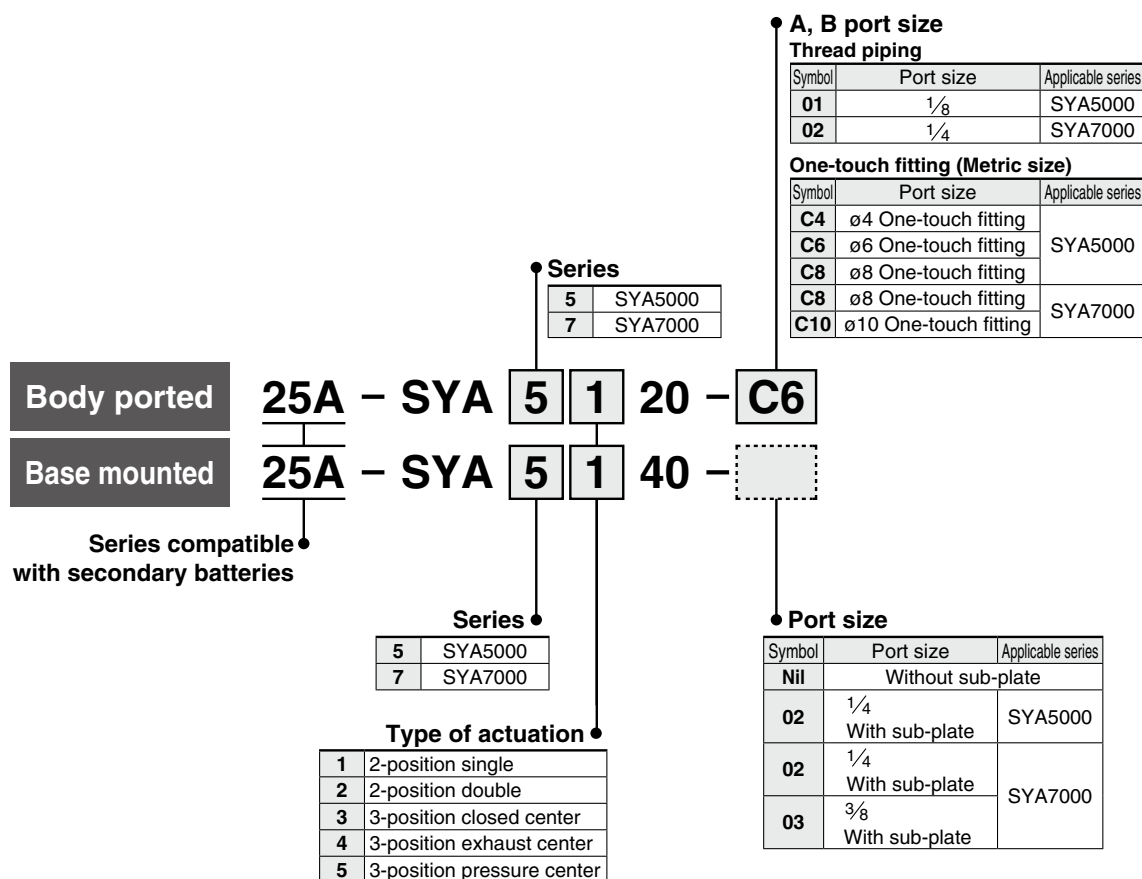 A, B port size
Thread piping
Symbol Port size Applicable series
01 1/8 SYA5000
02 1/4 SYA7000
One-touch fitting (Metric size)
Symbol Port size Applicable series
C4 ø4 One-touch fitting
C6 ø6 One-touch fitting SYA5000
C8 ø8 One-touch fitting
C8 ø8 One-touch fitting SYA7000
C10 ø10 One-touch fitting
Series
5 SYA5000
7 SYA7000
Body ported 25A – SYA 5 1 20 – C6
Base mounted 25A – SYA 5 1 40 –
Series compatible
with secondary batteries
Series
5 SYA5000
7 SYA7000
Type of actuation
1 2-position single
2 2-position double
3 3-position closed center
4 3-position exhaust center
5 3-position pressure center
Port size
Symbol Port size Applicable series
Nil Without sub-plate
02 1/4 With sub-plate SYA5000
02 1/4 With sub-plate SYA7000
03 3/8 With sub-plate